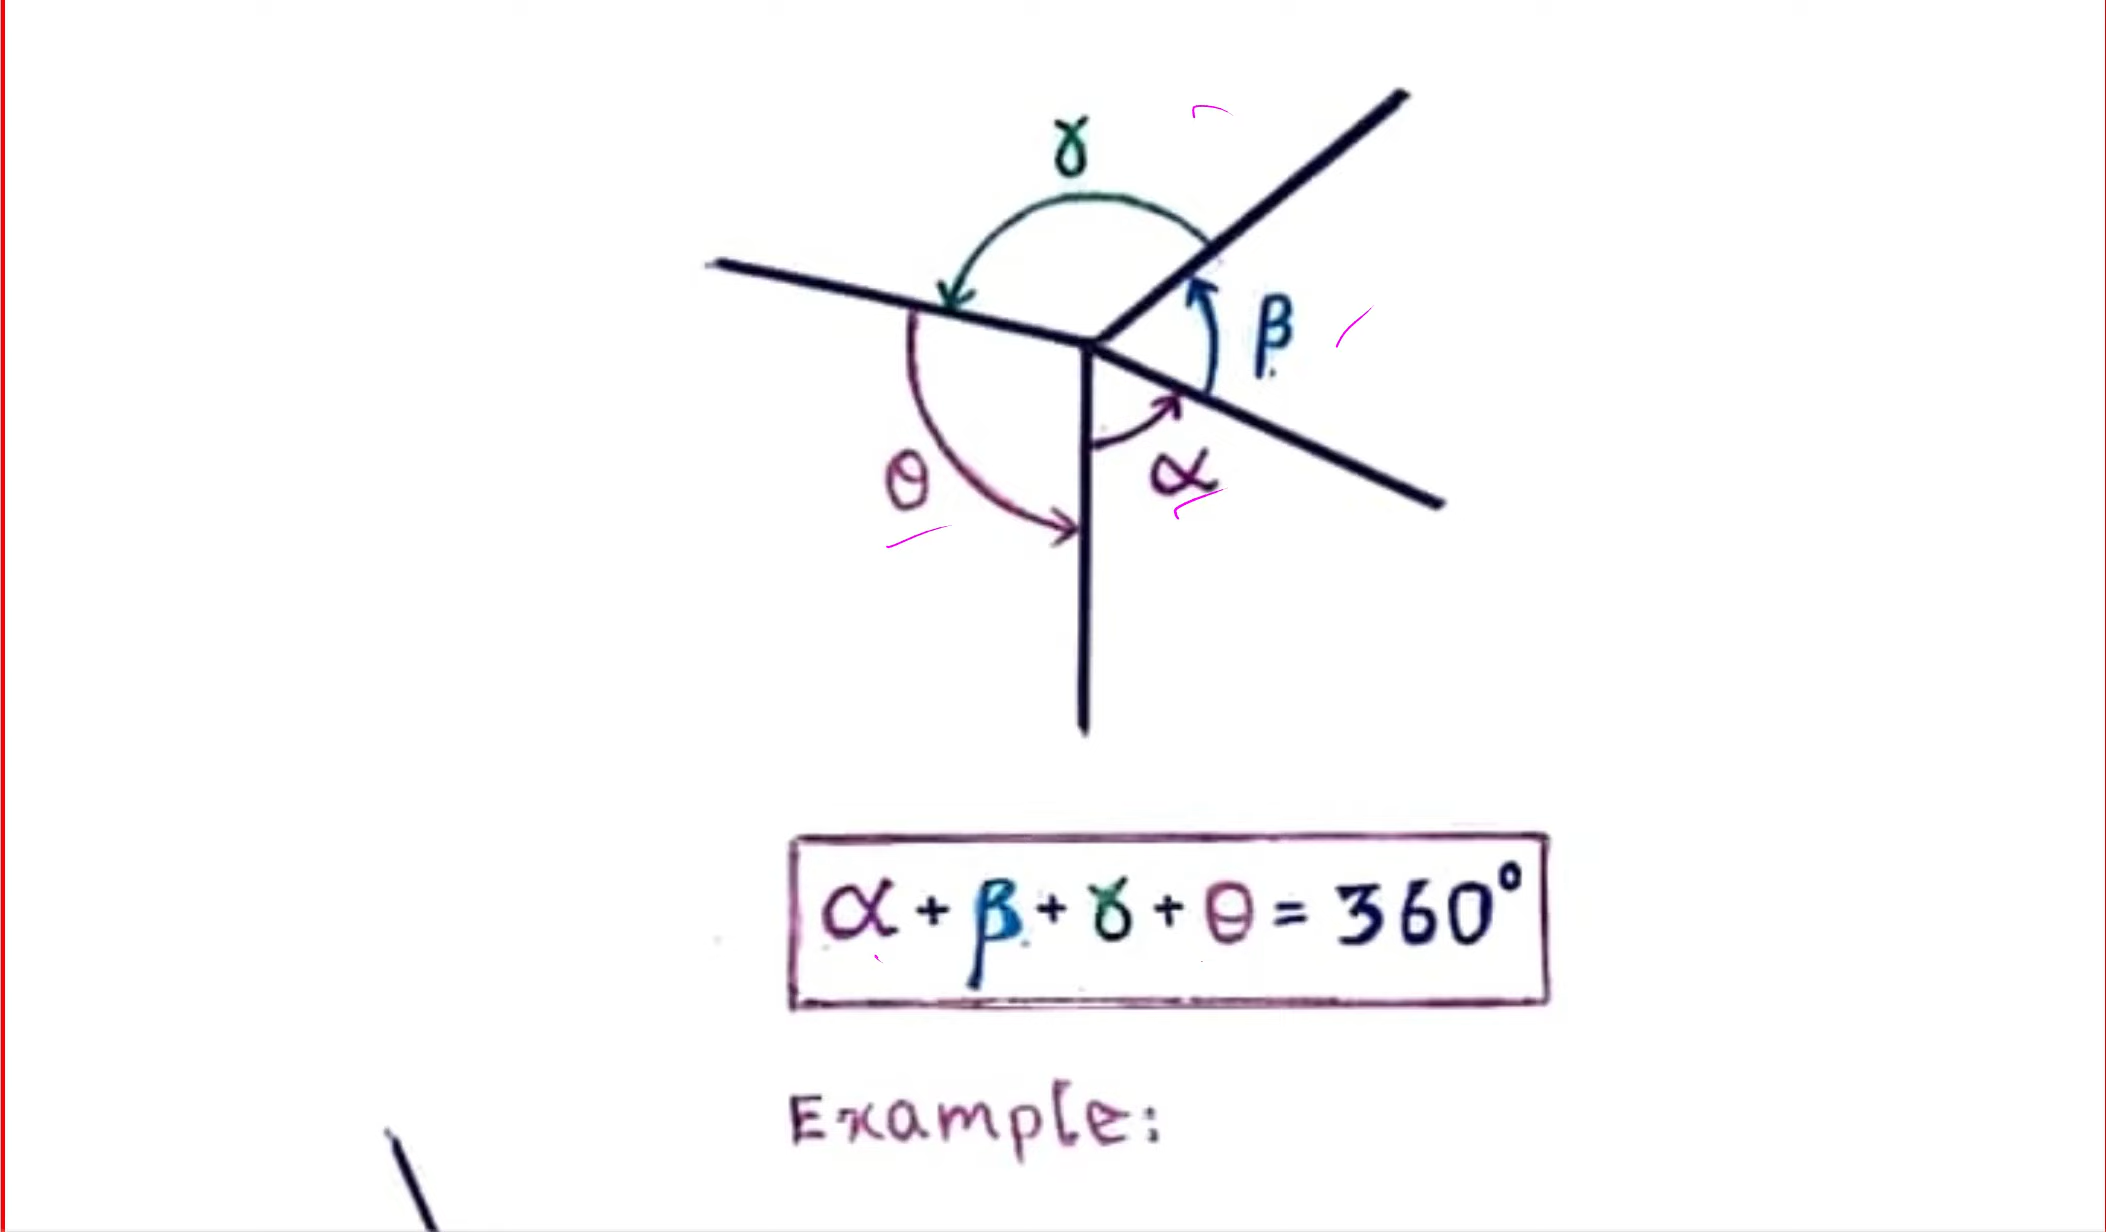 γ
β
θ
α
α + β + γ + θ = 360°
Example: